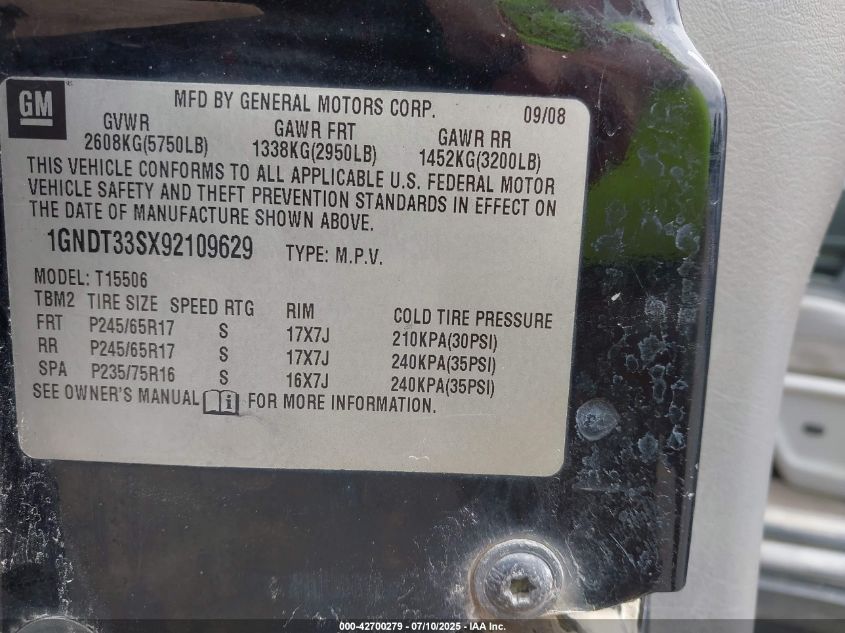 GM
MFD BY GENERAL MOTORS CORP. 09/08
GVWR GAWR FRT GAWR RR
2608KG(5750LB) 1338KG(2950LB) 1452KG(3200LB)
THIS VEHICLE CONFORMS TO ALL APPLICABLE U.S. FEDERAL MOTOR
VEHICLE SAFETY AND THEFT PREVENTION STANDARDS IN EFFECT ON
THE DATE OF MANUFACTURE SHOWN ABOVE.
1GNDT33SX92109629 TYPE: M.P.V.
MODEL: T15506
TBM2 TIRE SIZE SPEED RTG RIM COLD TIRE PRESSURE
FRT P245/65R17 S 17X7J 210KPA(30PSI)
RR P245/65R17 S 17X7J 240KPA(35PSI)
SPA P235/75R16 S 16X7J 240KPA(35PSI)
SEE OWNER'S MANUAL i FOR MORE INFORMATION.
000-42700279 / 07/10/2025 - IAA Inc.